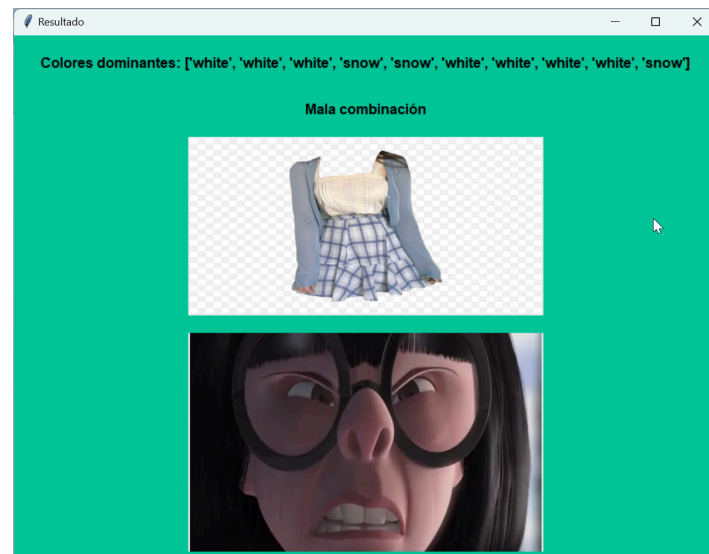 Resultado
Colores dominantes: ['white', 'white', 'white', 'snow', 'snow', 'white', 'white', 'white', 'white', 'snow']
Mala combinación